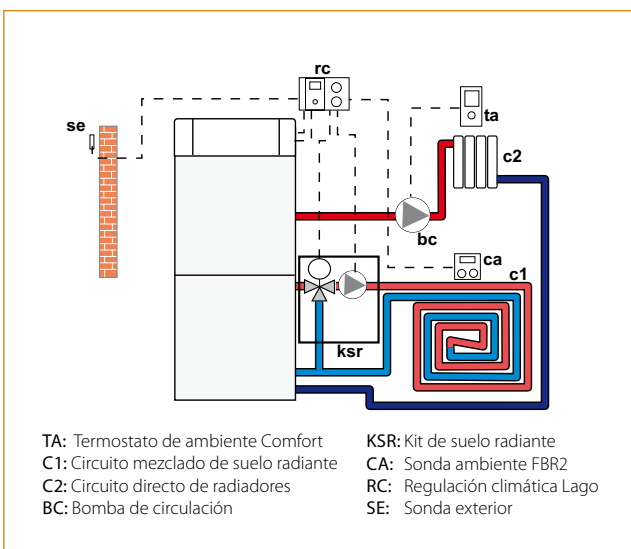 rc
se
ta
c2
bc
ca
c1
ksr
TA: Termostato de ambiente Comfort
C1: Circuito mezclado de suelo radiante
C2: Circuito directo de radiadores
BC: Bomba de circulación
KSR: Kit de suelo radiante
CA: Sonda ambiente FBR2
RC: Regulación climática Lago
SE: Sonda exterior